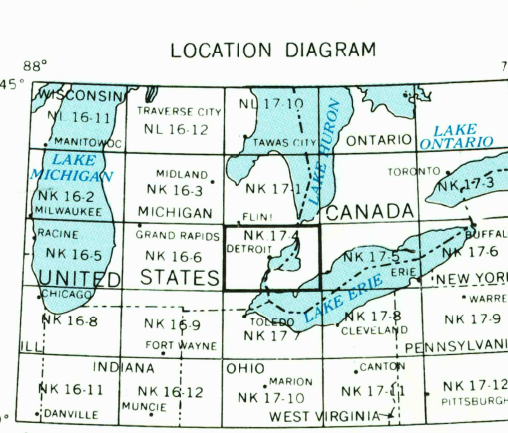 LOCATION DIAGRAM
88°
45°
WISCONSIN
NL 16-11
MANITOWOC
TRAVERSE CITY
NL 16-12
NL 17-10
TAWAS CITY
LAKE HURON
ONTARIO
LAKE
ONTARIO
LAKE
MICHIGAN
NK 16-2
MILWAUKEE
MIDLAND
NK 16-3
MICHIGAN
NK 17-1
FLINT
CANADA
TORONTO
NK 17-3
RACINE
NK 16-5
GRAND RAPIDS
NK 16-6
NK 17-4
DETROIT
NK 17-5
ERIE
BUFFAL
NK 17-6
UNITED STATES
NEW YOR
CHICAGO
NK 16-8
NK 16-9
FORT WAYNE
LAKE ERIE
TOLEDO
NK 17
NK 17-8
CLEVELAND
WARRE
NK 17-9
PENNSYLVANI
ILL
INDIANA
OHIO
NK 16-11
DANVILLE
NK 16-12
MUNCIE
MARION
NK 17-10
CANTON
NK 17-11
WEST VIRGINIA
NK 17-12
PITTSBURGH